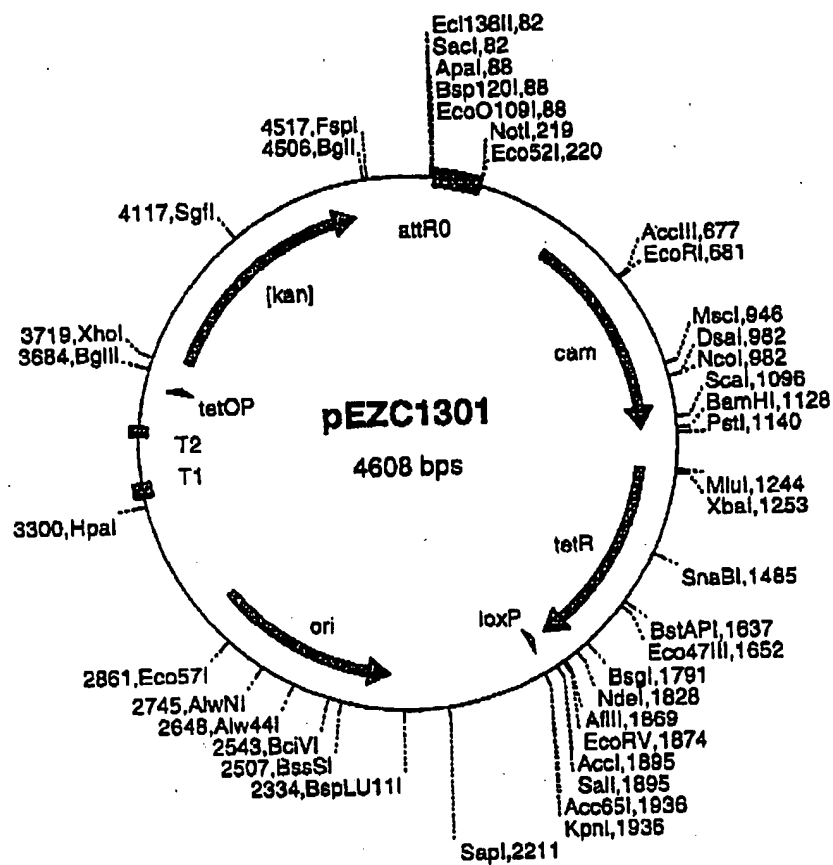 Ecl136II,82
SacI,82
ApaI,88
Bsp120I,88
EcoO109I,88
NotI,219
Eco52I,220
4517,FspI
4506,BglI
4117,SgfI
attR0
AccIII,677
EcoRI,681
[kan]
MscI,946
DsaI,982
NcoI,982
ScaI,1096
BamHI,1128
PstI,1140
cam
3719,XhoI
3684,BglII
tetOP
pEZC1301
4608 bps
T2
T1
MluI,1244
XbaI,1253
3300,HpaI
tetR
SnaBI,1485
loxP
ori
BstAPI,1637
Eco47III,1652
BsgI,1791
NdeI,1828
AflII,1869
EcoRV,1874
AccI,1895
SalI,1895
Acc65I,1936
KpnI,1936
2861,Eco57I
2745,AlwNI
2648,Alw44I
2543,BciVI
2507,BssSI
2334,BspLU11I
SapI,2211